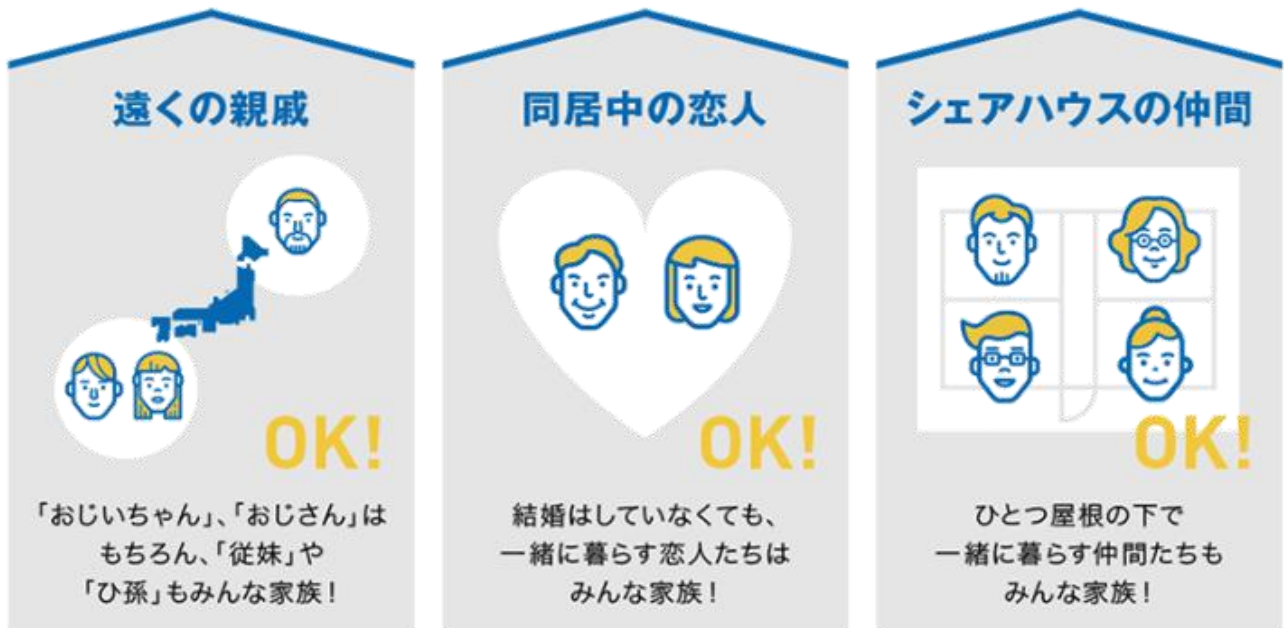 遠くの親戚
OK!
「おじいちゃん」、「おじさん」は
もちろん、「従妹」や
「ひ孫」もみんな家族！
同居中の恋人
OK!
結婚はしていなくても、
一緒に暮らす恋人たちは
みんな家族！
シェアハウスの仲間
OK!
ひとつ屋根の下で
一緒に暮らす仲間たちも
みんな家族！